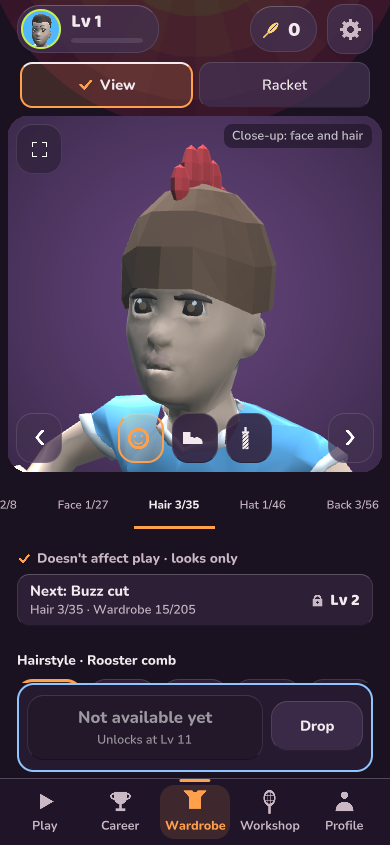 Lv 1
0
View
Racket
Close-up: face and hair
2/8
Face 1/27
Hair 3/35
Hat 1/46
Back 3/56
Doesn't affect play · looks only
Next: Buzz cut
Hair 3/35 · Wardrobe 15/205
Lv 2
Hairstyle · Rooster comb
Not available yet
Unlocks at Lv 11
Drop
Play
Career
Wardrobe
Workshop
Profile